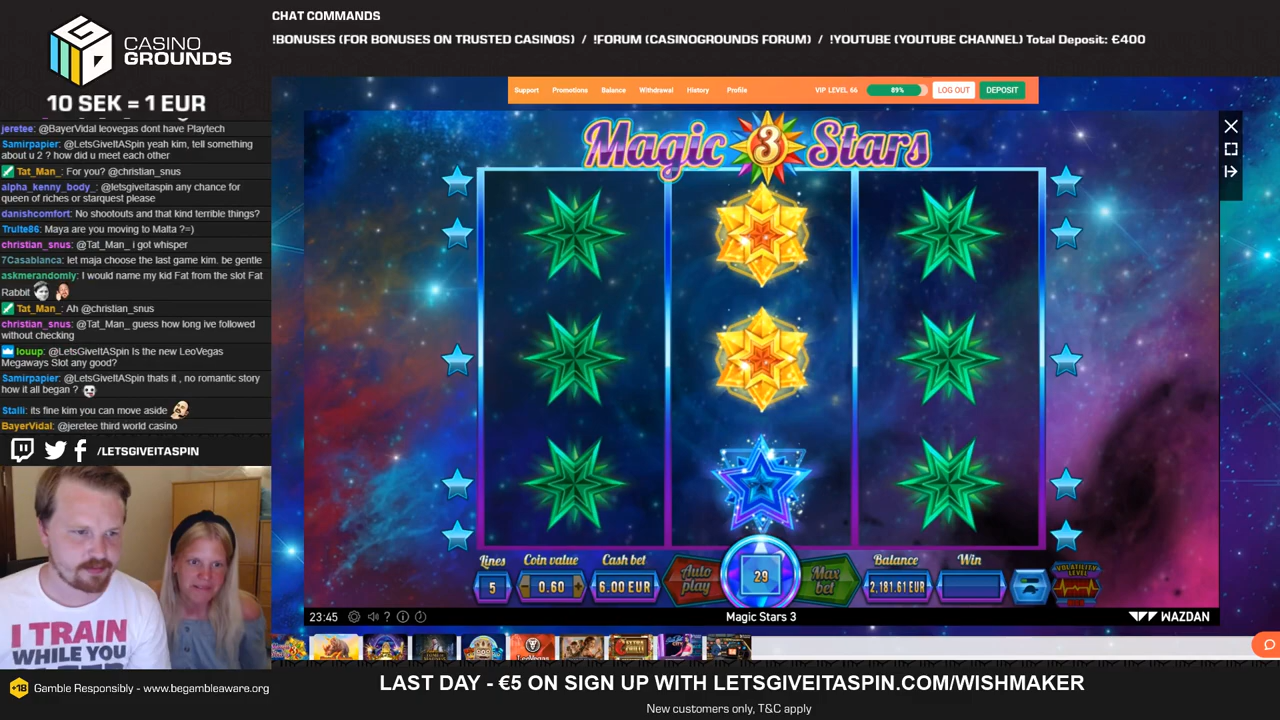 CHAT COMMANDS
!BONUSES (FOR BONUSES ON TRUSTED CASINOS) / !FORUM (CASINOGROUNDS FORUM) / !YOUTUBE (YOUTUBE CHANNEL) Total Deposit: €400
CASINO
GROUNDS
10 SEK = 1 EUR
jeretee: @BayerVidal leovegas dont have Playtech
Samirpapier: @LetsGiveItASpin yeah kim, tell something
about u 2 ? how did u meet each other
Tat_Man_: For you? @christian_snus
alpha_kenny_body_: @letsgiveitaspin any chance for
queen of riches or starquest please
danishcomfort: No shootouts and that kind terrible things?
Trulte86: Maya are you moving to Malta ?=)
christian_snus: @Tat_Man_ i got whisper
7Casablanca: let maja choose the last game kim. be gentle
askmerandomly: I would name my kid Fat from the slot Fat
Rabbit
Tat_Man_: Ah @christian_snus
christian_snus: @Tat_Man_ guess how long ive followed
without checking
louup: @LetsGiveItASpin Is the new LeoVegas
Megaways Slot any good?
Samirpapier: @LetsGiveItASpin thats it , no romantic story
how it all began ?
Stalli: its fine kim you can move aside
BayerVidal: @jeretee third world casino
/LETSGIVEITASPIN
Support Promotions Balance Withdrawal History Profile VIP LEVEL 66 89% LOG OUT DEPOSIT
Magic 3 Stars
Lines Coin value Cash bet Auto play 29 Max bet Balance Win VOLATILITY LEVEL
5 - 0.60 + 6.00 EUR 2,181.61 EUR
23:45 ? Magic Stars 3 WAZDAN
I TRAIN
WHILE YOU
LeoVegas
+18 Gamble Responsibly - www.begambleaware.org
LAST DAY - €5 ON SIGN UP WITH LETSGIVEITASPIN.COM/WISHMAKER
New customers only, T&C apply